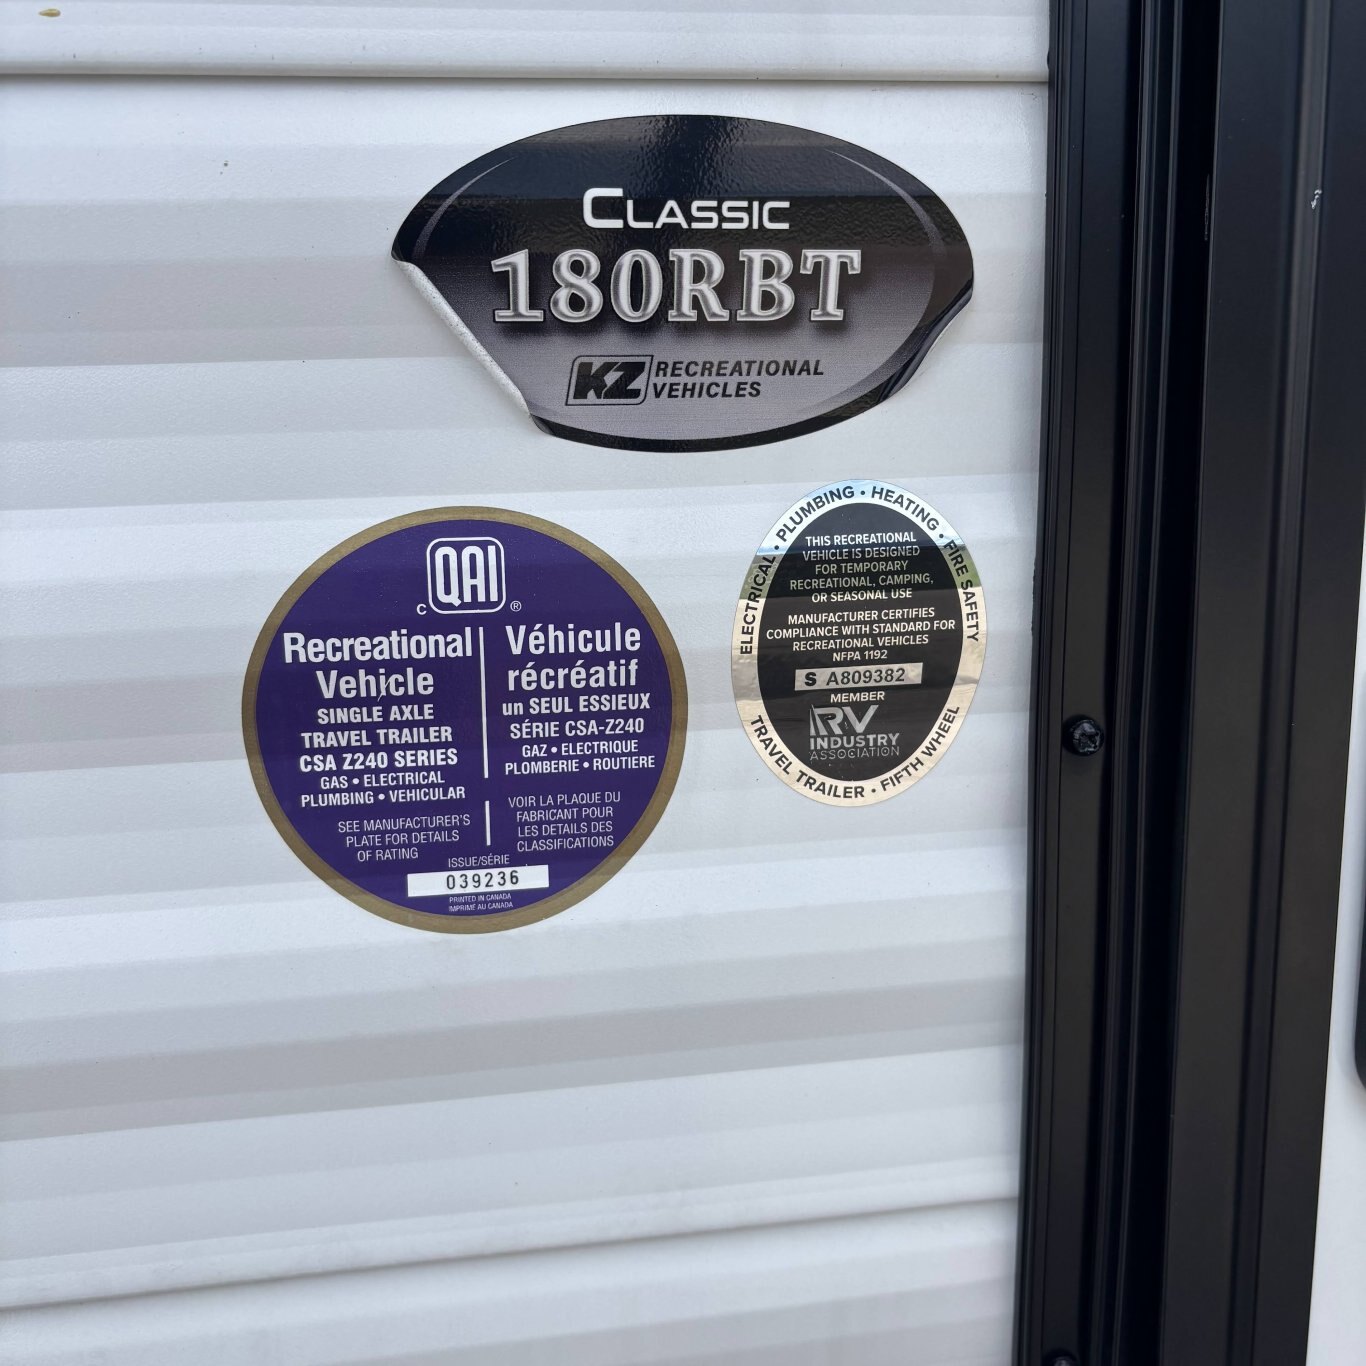 CLASSIC
180RBT
KZ RECREATIONAL
VEHICLES
C QAI ®
Recreational
Vehicle
SINGLE AXLE
TRAVEL TRAILER
CSA Z240 SERIES
GAS • ELECTRICAL
PLUMBING • VEHICULAR
SEE MANUFACTURER'S
PLATE FOR DETAILS
OF RATING
Véhicule
récréatif
un SEUL ESSIEUX
SÉRIE CSA-Z240
GAZ • ELECTRIQUE
PLOMBERIE • ROUTIERE
VOIR LA PLAQUE DU
FABRICANT POUR
LES DETAILS DES
CLASSIFICATIONS
ISSUE/SÉRIE
039236
PRINTED IN CANADA
IMPRIMÉ AU CANADA
ELECTRICAL • PLUMBING • HEATING • FIRE SAFETY
THIS RECREATIONAL
VEHICLE IS DESIGNED
FOR TEMPORARY
RECREATIONAL, CAMPING,
OR SEASONAL USE
MANUFACTURER CERTIFIES
COMPLIANCE WITH STANDARD FOR
RECREATIONAL VEHICLES
NFPA 1192
S A809382
MEMBER
RV
INDUSTRY
ASSOCIATION
TRAVEL TRAILER • FIFTH WHEEL